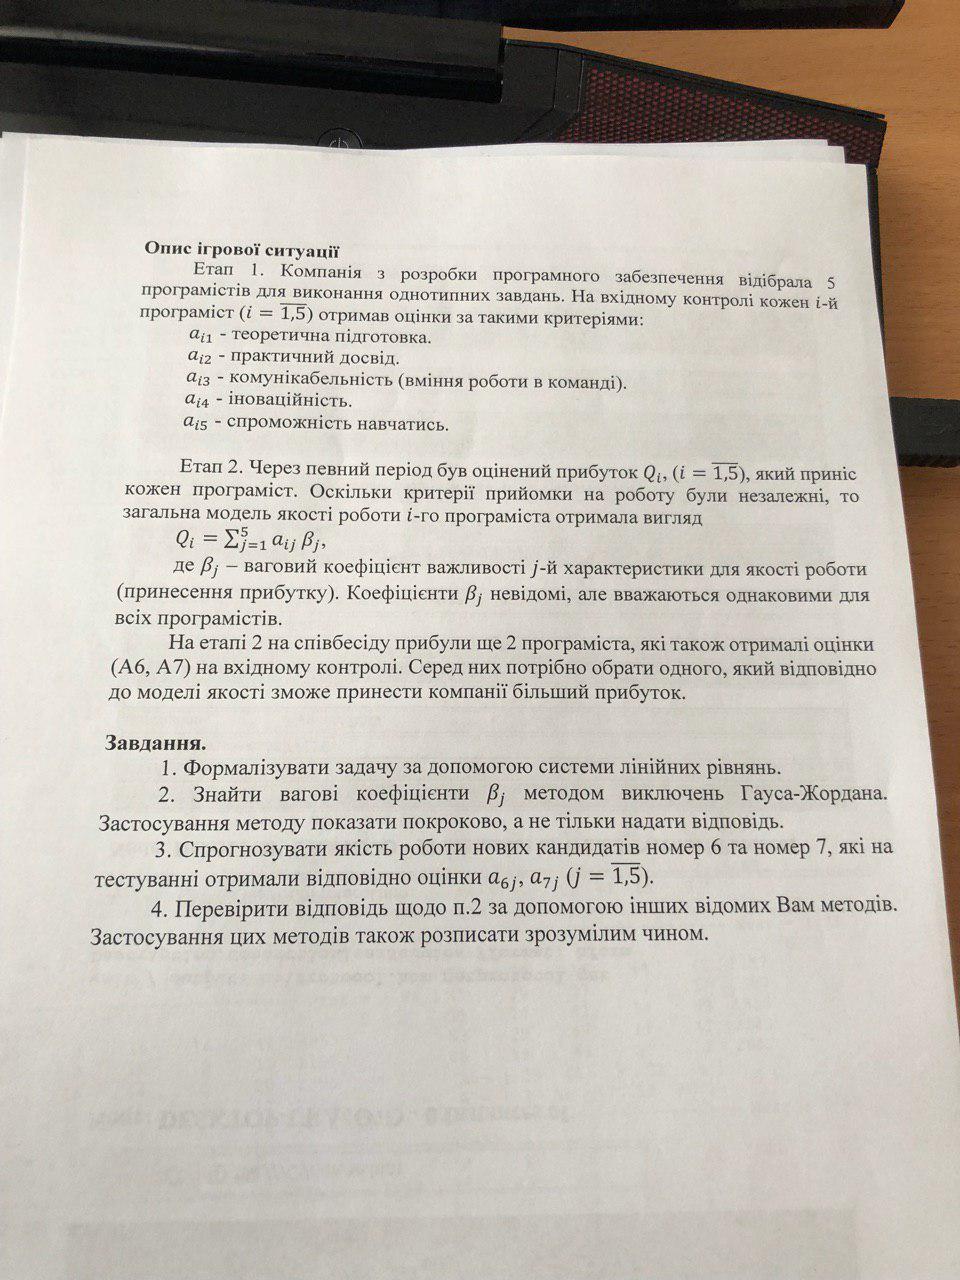 Опис ігрової ситуації
Етап 1. Компанія з розробки програмного забезпечення відібрала 5
програмістів для виконання однотипних завдань. На вхідному контролі кожен i-й
програміст (i = 1,5) отримав оцінки за такими критеріями:
a_{i1} - теоретична підготовка.
a_{i2} - практичний досвід.
a_{i3} - комунікабельність (вміння роботи в команді).
a_{i4} - іноваційність.
a_{i5} - спроможність навчатись.
Етап 2. Через певний період був оцінений прибуток Q_i, (i = 1,5), який приніс
кожен програміст. Оскільки критерії прийомки на роботу були незалежні, то
загальна модель якості роботи i-го програміста отримала вигляд
Q_i = Σ_{j=1}^{5} a_{ij} β_j,
де β_j – ваговий коефіцієнт важливості j-й характеристики для якості роботи
(принесення прибутку). Коефіцієнти β_j невідомі, але вважаються однаковими для
всіх програмістів.
На етапі 2 на співбесіду прибули ще 2 програміста, які також отрималі оцінки
(А6, А7) на вхідному контролі. Серед них потрібно обрати одного, який відповідно
до моделі якості зможе принести компанії більший прибуток.
Завдання.
1. Формалізувати задачу за допомогою системи лінійних рівнянь.
2. Знайти вагові коефіцієнти β_j методом виключень Гауса-Жордана.
Застосування методу показати покроково, а не тільки надати відповідь.
3. Спрогнозувати якість роботи нових кандидатів номер 6 та номер 7, які на
тестуванні отримали відповідно оцінки a_{6j}, a_{7j} (j = 1,5).
4. Перевірити відповідь щодо п.2 за допомогою інших відомих Вам методів.
Застосування цих методів також розписати зрозумілим чином.